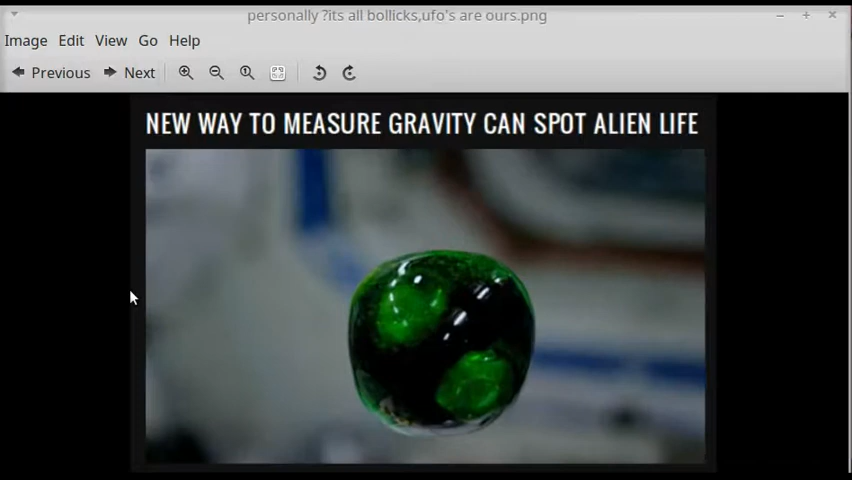 personally ?its all bollicks,ufo's are ours.png
Image Edit View Go Help
Previous Next
NEW WAY TO MEASURE GRAVITY CAN SPOT ALIEN LIFE